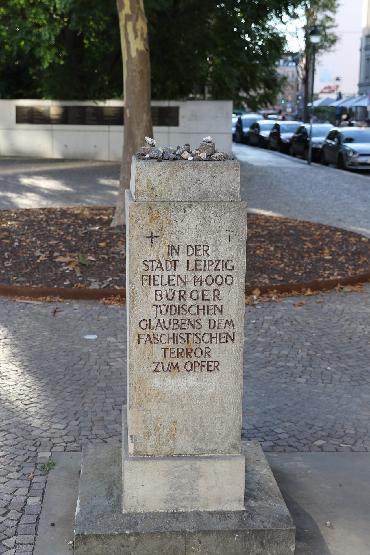 IN DER
STADT LEIPZIG
FIELEN 14000
BÜRGER
JÜDISCHEN
GLAUBENS DEM
FASCHISTISCHEN
TERROR
ZUM OPFER